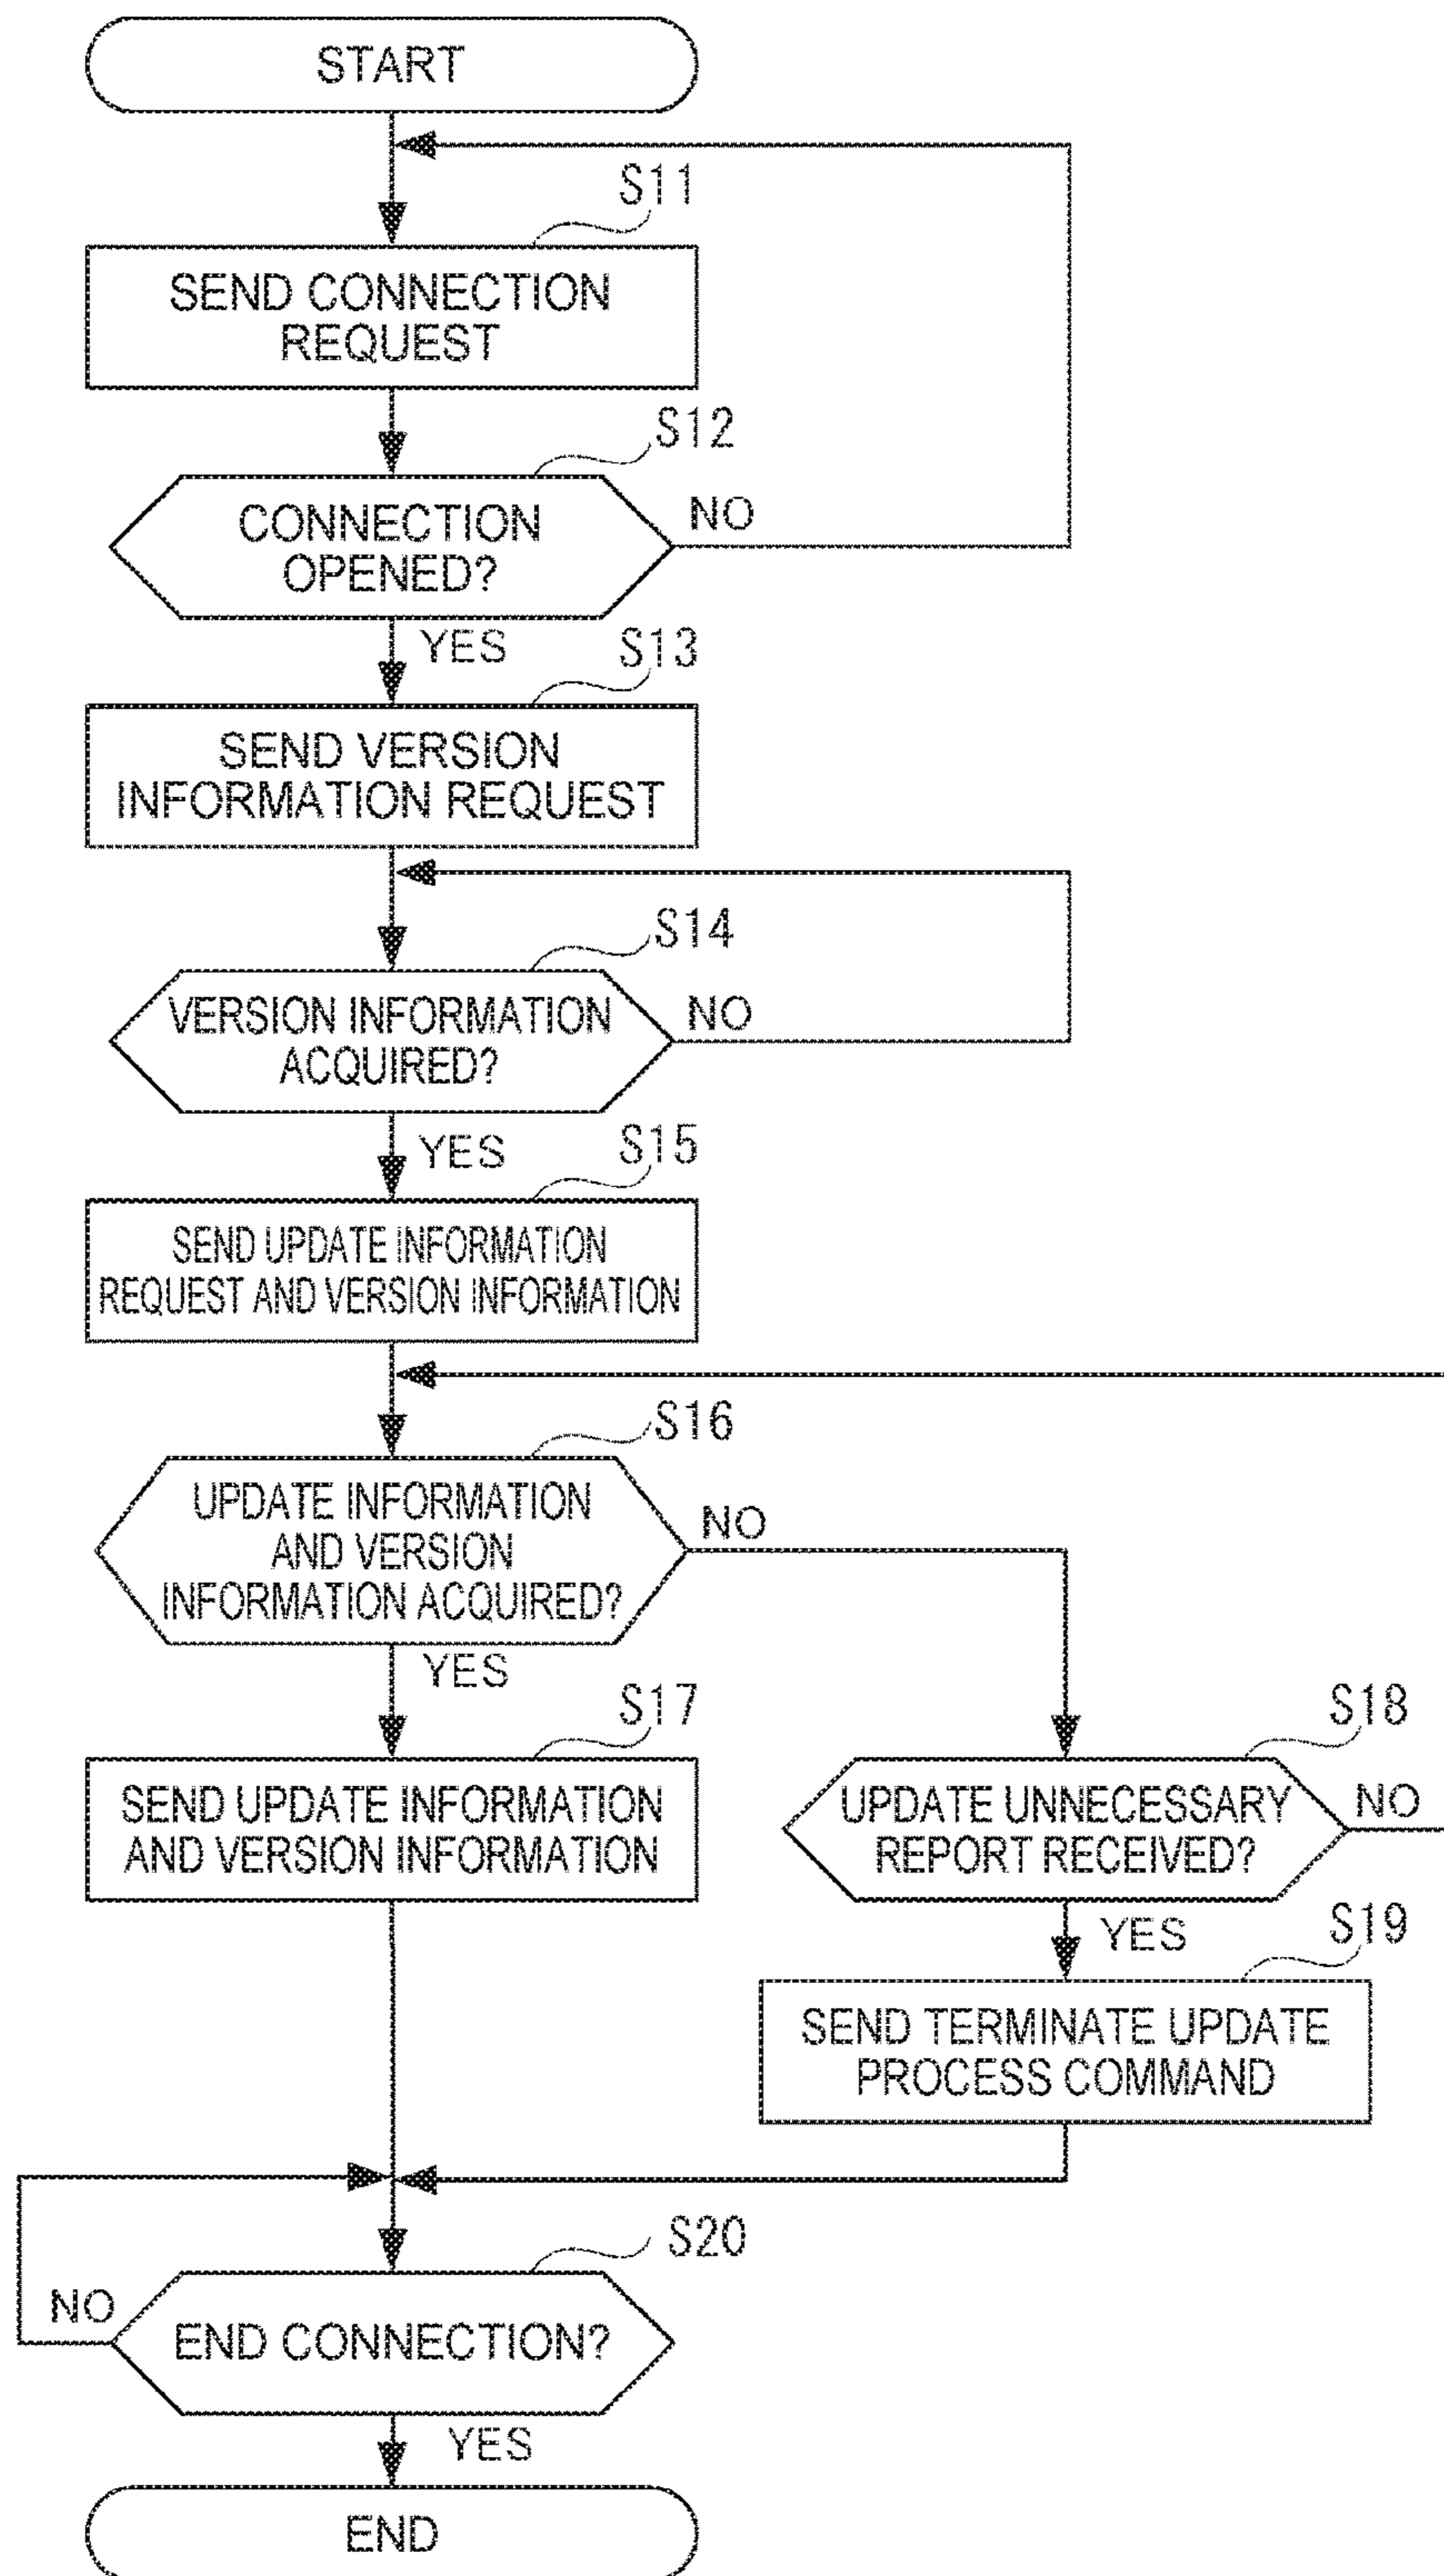 START
S11
SEND CONNECTION
REQUEST
S12
CONNECTION
OPENED?
NO
YES
S13
SEND VERSION
INFORMATION REQUEST
S14
VERSION INFORMATION
ACQUIRED?
NO
YES
S15
SEND UPDATE INFORMATION
REQUEST AND VERSION INFORMATION
S16
UPDATE INFORMATION
AND VERSION
INFORMATION ACQUIRED?
NO
YES
S17
SEND UPDATE INFORMATION
AND VERSION INFORMATION
S18
UPDATE UNNECESSARY
REPORT RECEIVED?
NO
YES
S19
SEND TERMINATE UPDATE
PROCESS COMMAND
S20
END CONNECTION?
NO
YES
END